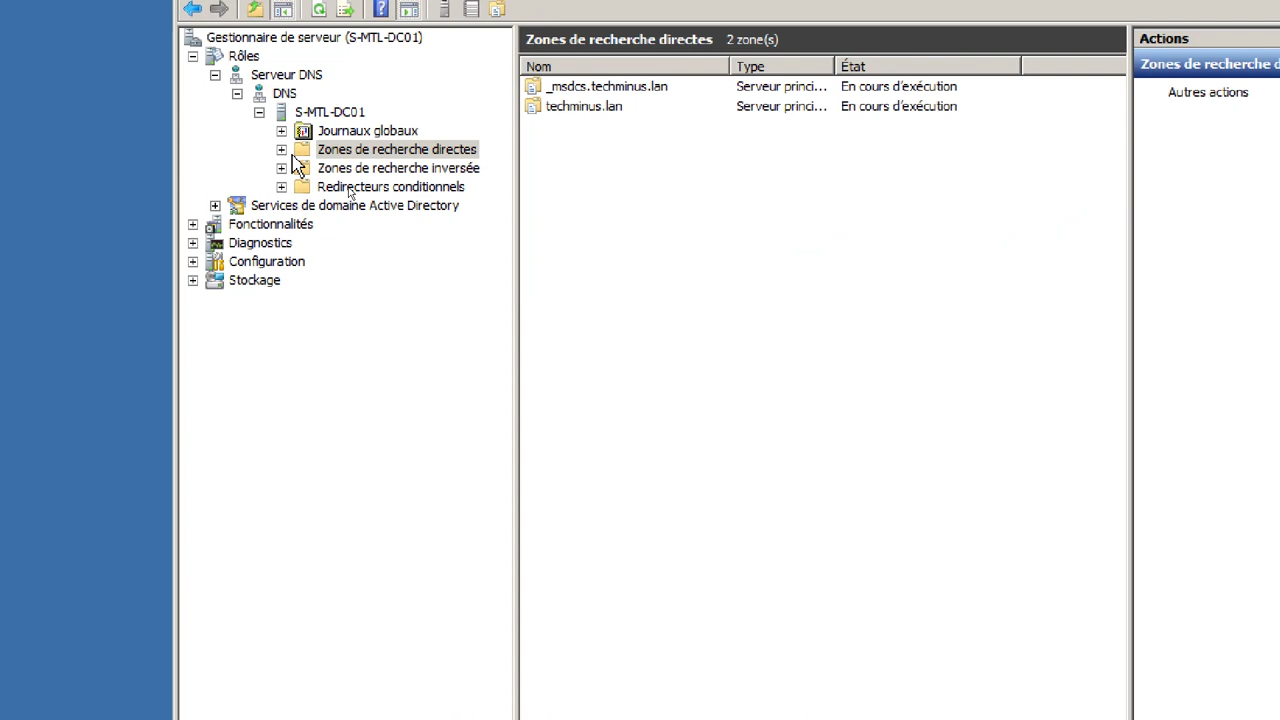 Gestionnaire de serveur (S-MTL-DC01)
Rôles
Serveur DNS
DNS
S-MTL-DC01
Journaux globaux
Zones de recherche directes
Zones de recherche inversée
Redirecteurs conditionnels
Services de domaine Active Directory
Fonctionnalités
Diagnostics
Configuration
Stockage
Zones de recherche directes 2 zone(s)
Nom Type État
_msdcs.techminus.lan Serveur princi... En cours d'exécution
techminus.lan Serveur princi... En cours d'exécution
Actions
Zones de recherche d
Autres actions